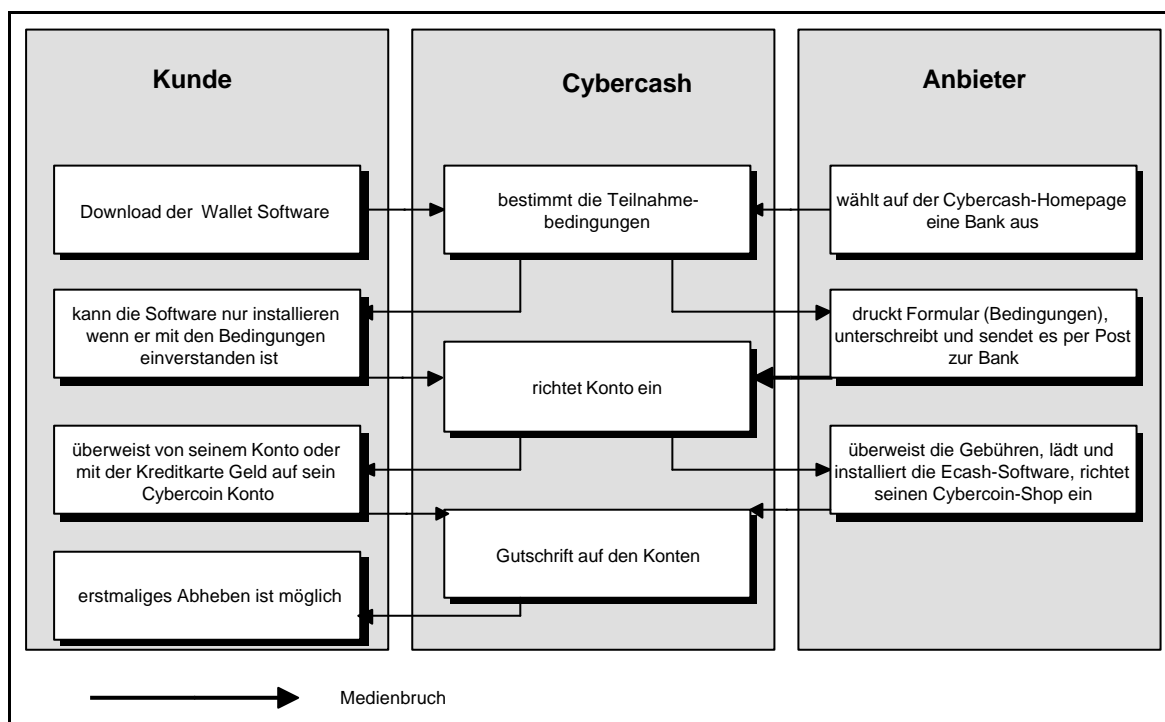 Kunde
Cybercash
Anbieter
Download der Wallet Software
bestimmt die Teilnahme-
bedingungen
wählt auf der Cybercash-Homepage
eine Bank aus
kann die Software nur installieren
wenn er mit den Bedingungen
einverstanden ist
druckt Formular (Bedingungen),
unterschreibt und sendet es per Post
zur Bank
richtet Konto ein
überweist von seinem Konto oder
mit der Kreditkarte Geld auf sein
Cybercoin Konto
überweist die Gebühren, lädt und
installiert die Ecash-Software, richtet
seinen Cybercoin-Shop ein
Gutschrift auf den Konten
erstmaliges Abheben ist möglich
Medienbruch